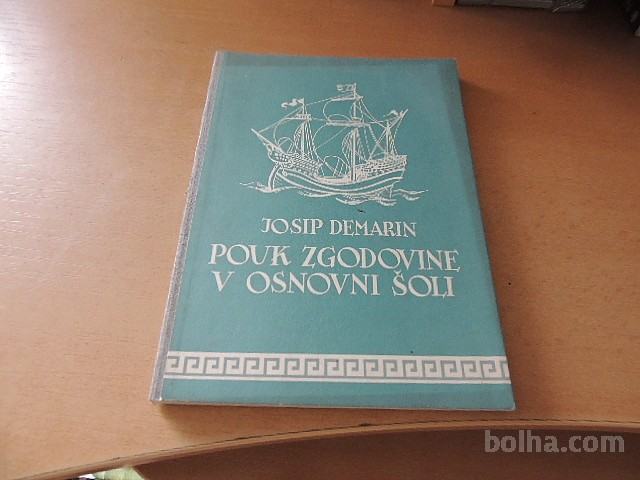 JOSIP DEMARIN
POUK ZGODOVINE
V OSNOVNI ŠOLI
bolha.com